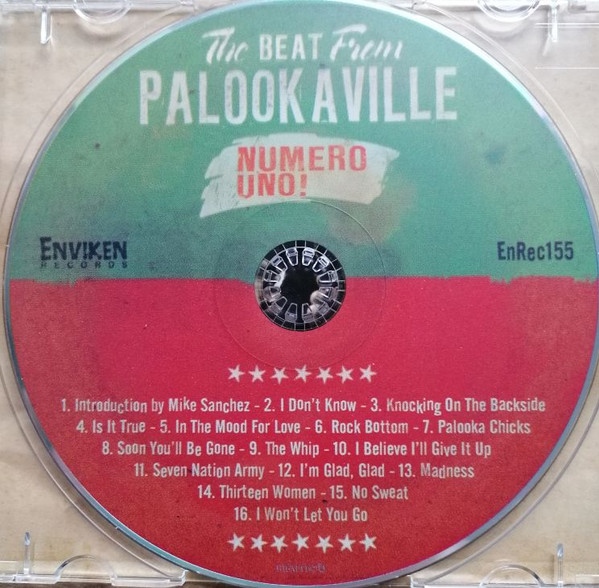 The BEAT From
PALOOKAVILLE
NUMERO
UNO!
ENVIKEN
RECORDS
EnRec155
1. Introduction by Mike Sanchez - 2. I Don't Know - 3. Knocking On The Backside
4. Is It True - 5. In The Mood For Love - 6. Rock Bottom - 7. Palooka Chicks
8. Soon You'll Be Gone - 9. The Whip - 10. I Believe I'll Give It Up
11. Seven Nation Army - 12. I'm Glad, Glad - 13. Madness
14. Thirteen Women - 15. No Sweat
16. I Won't Let You Go